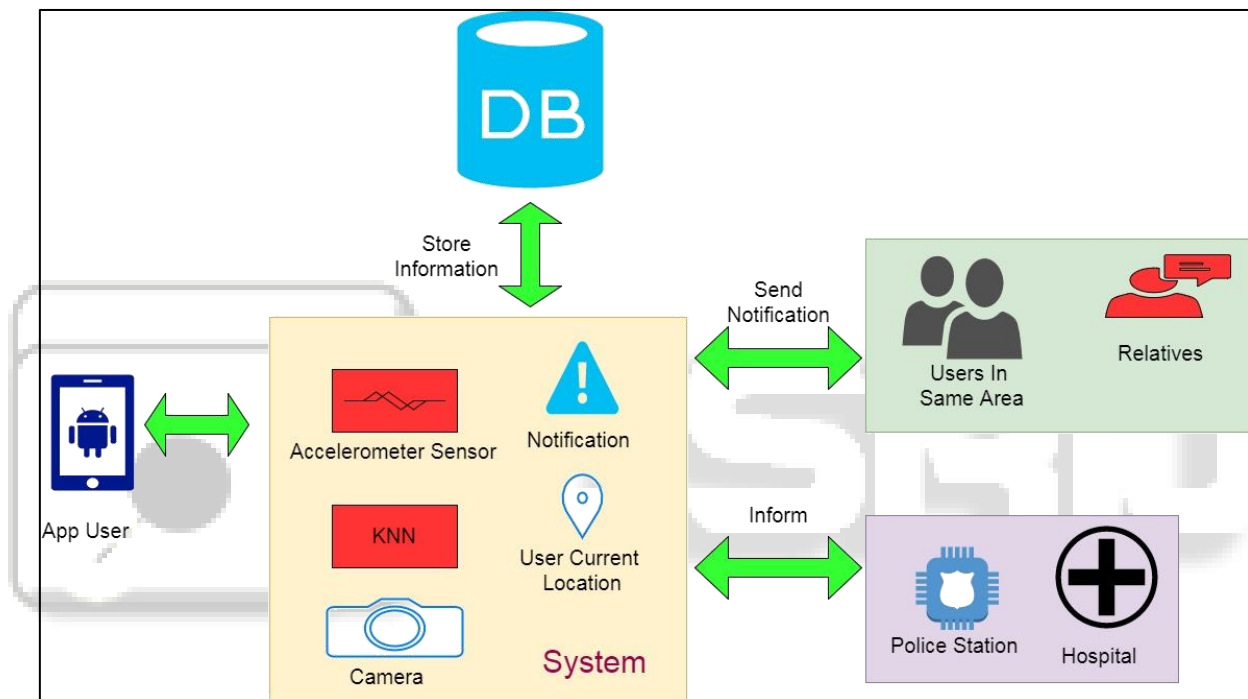 DB
Store
Information
Send
Notification
Users In
Same Area
Relatives
App User
Accelerometer Sensor
Notification
KNN
User Current
Location
Camera
System
Inform
Police Station
Hospital